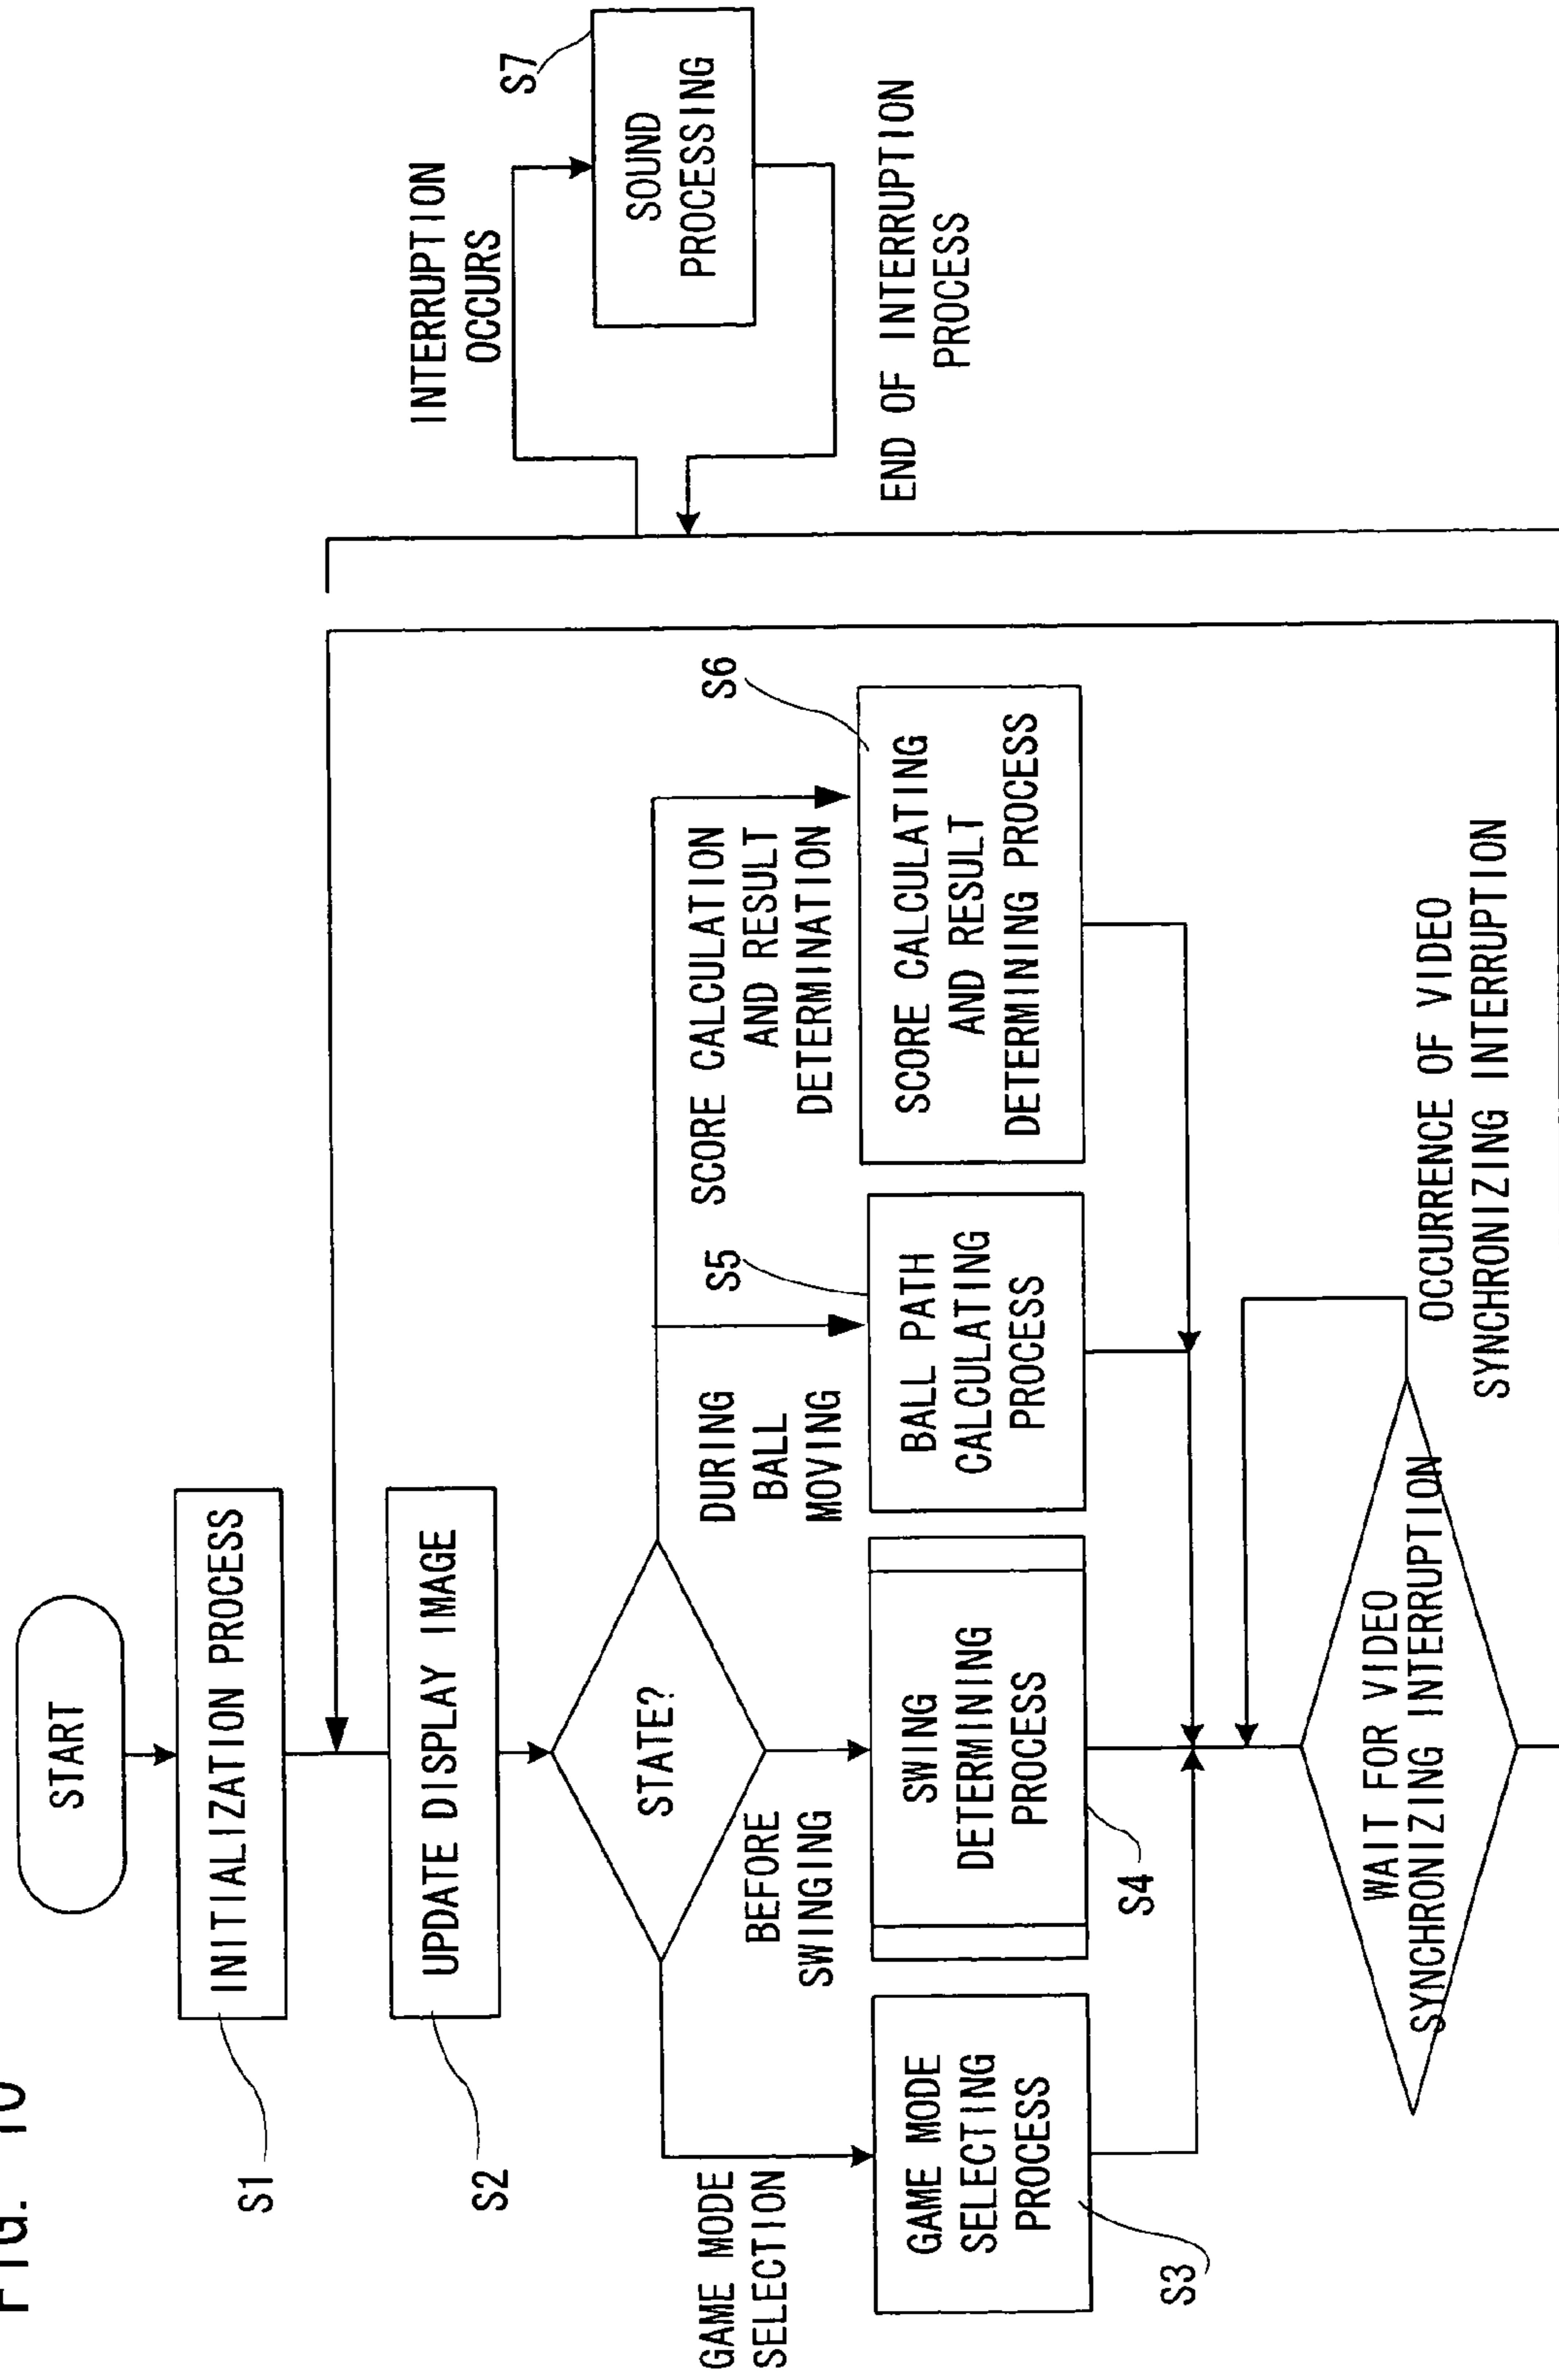 FIG. 10
START
INITIALIZATION PROCESS
S1
UPDATE DISPLAY IMAGE
S2
STATE?
GAME MODE
SELECTION
BEFORE
SWINGING
DURING
BALL
MOVING
SCORE CALCULATION
AND RESULT
DETERMINATION
GAME MODE
SELECTING
PROCESS
S3
SWING
DETERMINING
PROCESS
S4
BALL PATH
CALCULATING
PROCESS
S5
SCORE CALCULATING
AND RESULT
DETERMINING PROCESS
S6
WAIT FOR VIDEO
SYNCHRONIZING INTERRUPTION
OCCURRENCE OF VIDEO
SYNCHRONIZING INTERRUPTION
INTERRUPTION
OCCURS
SOUND
PROCESSING
S7
END OF INTERRUPTION
PROCESS